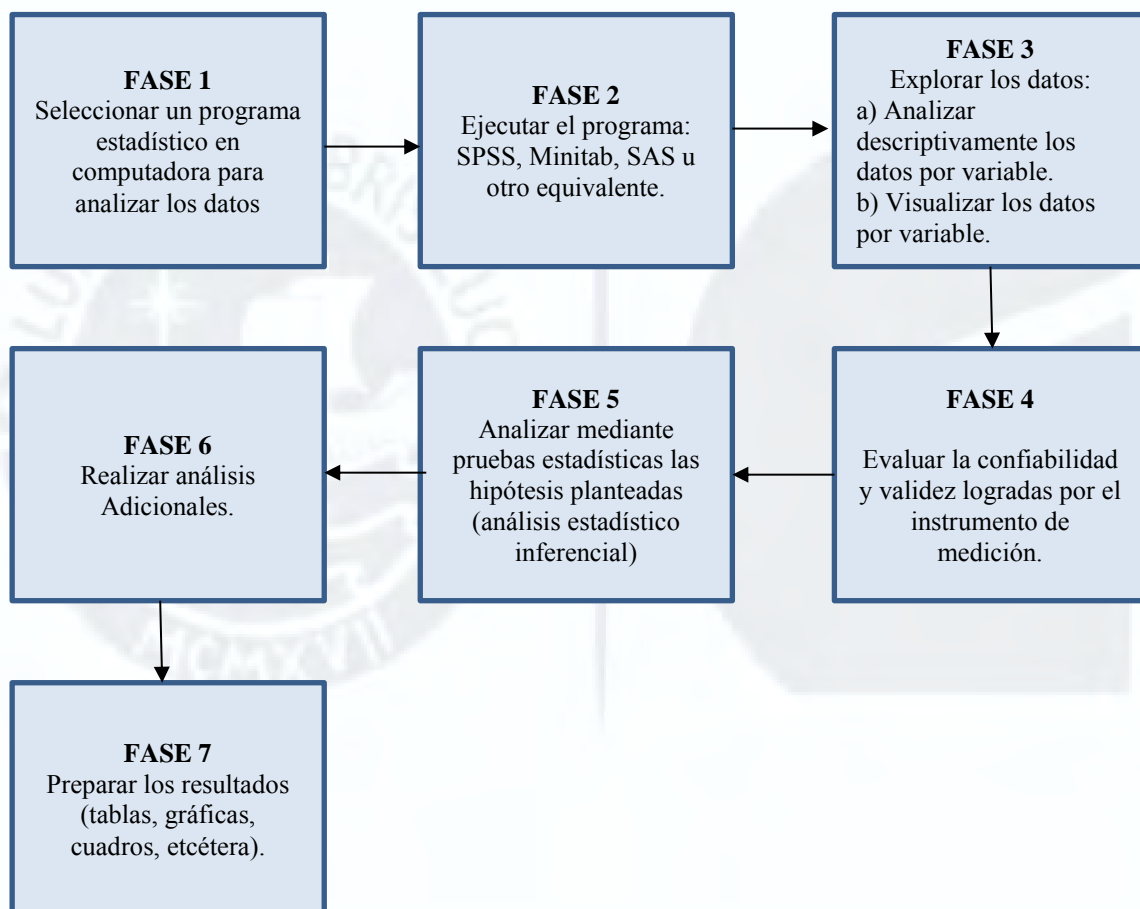 FASE 1
Seleccionar un programa
estadístico en
computadora para
analizar los datos
FASE 2
Ejecutar el programa:
SPSS, Minitab, SAS u
otro equivalente.
FASE 3
Explorar los datos:
a) Analizar
descriptivamente los
datos por variable.
b) Visualizar los datos
por variable.
FASE 4
Evaluar la confiabilidad
y validez logradas por el
instrumento de
medición.
FASE 5
Analizar mediante
pruebas estadísticas las
hipótesis planteadas
(análisis estadístico
inferencial)
FASE 6
Realizar análisis
Adicionales.
FASE 7
Preparar los resultados
(tablas, gráficas,
cuadros, etcétera).
MCMXVII